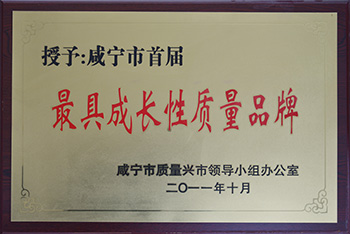 授予:咸宁市首届
最具成长性质量品牌
咸宁市质量兴市领导小组办公室
二〇一一年十月